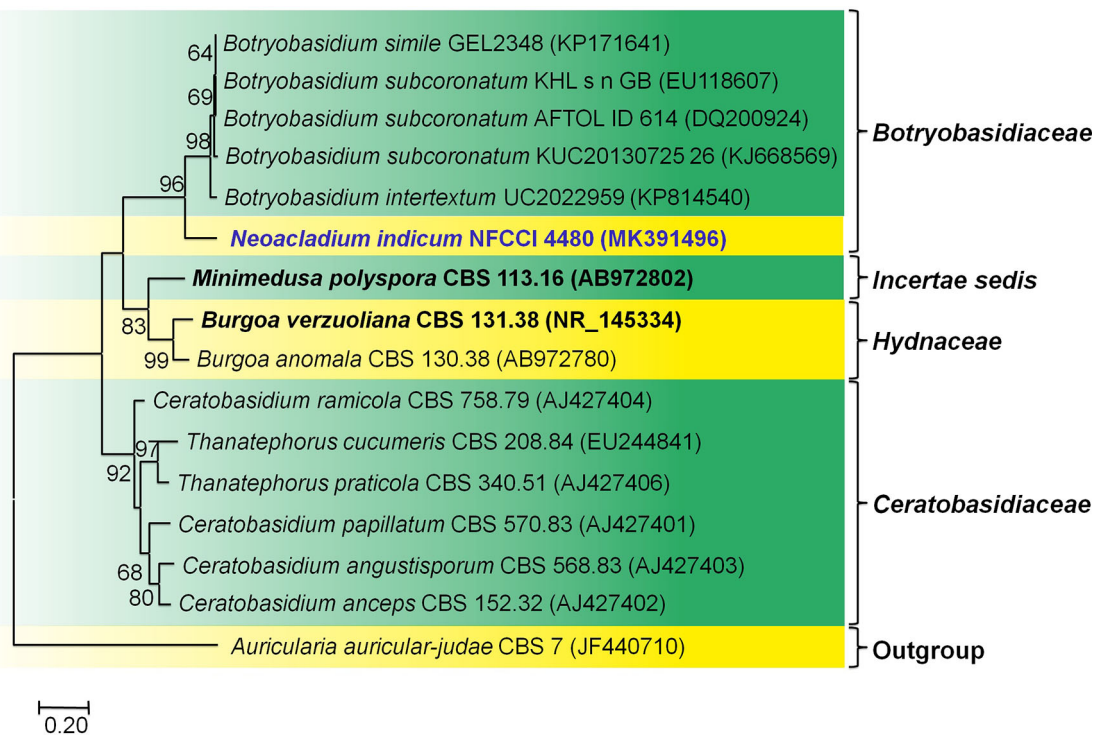 64
Botryobasidium simile GEL2348 (KP171641)
69
Botryobasidium subcoronatum KHL s n GB (EU118607)
Botryobasidium subcoronatum AFTOL ID 614 (DQ200924)
Botryobasidiaceae
98
Botryobasidium subcoronatum KUC20130725 26 (KJ668569)
96
Botryobasidium intertextum UC2022959 (KP814540)
Neoacladium indicum NFCCI 4480 (MK391496)
Minimedusa polyspora CBS 113.16 (AB972802)
Incertae sedis
83
Burgoa verzuoliana CBS 131.38 (NR_145334)
Hydnaceae
99
Burgoa anomala CBS 130.38 (AB972780)
Ceratobasidium ramicola CBS 758.79 (AJ427404)
97
Thanatephorus cucumeris CBS 208.84 (EU244841)
92
Thanatephorus praticola CBS 340.51 (AJ427406)
Ceratobasidiaceae
Ceratobasidium papillatum CBS 570.83 (AJ427401)
68
Ceratobasidium angustisporum CBS 568.83 (AJ427403)
80
Ceratobasidium anceps CBS 152.32 (AJ427402)
Auricularia auricular-judae CBS 7 (JF440710)
Outgroup
0.20